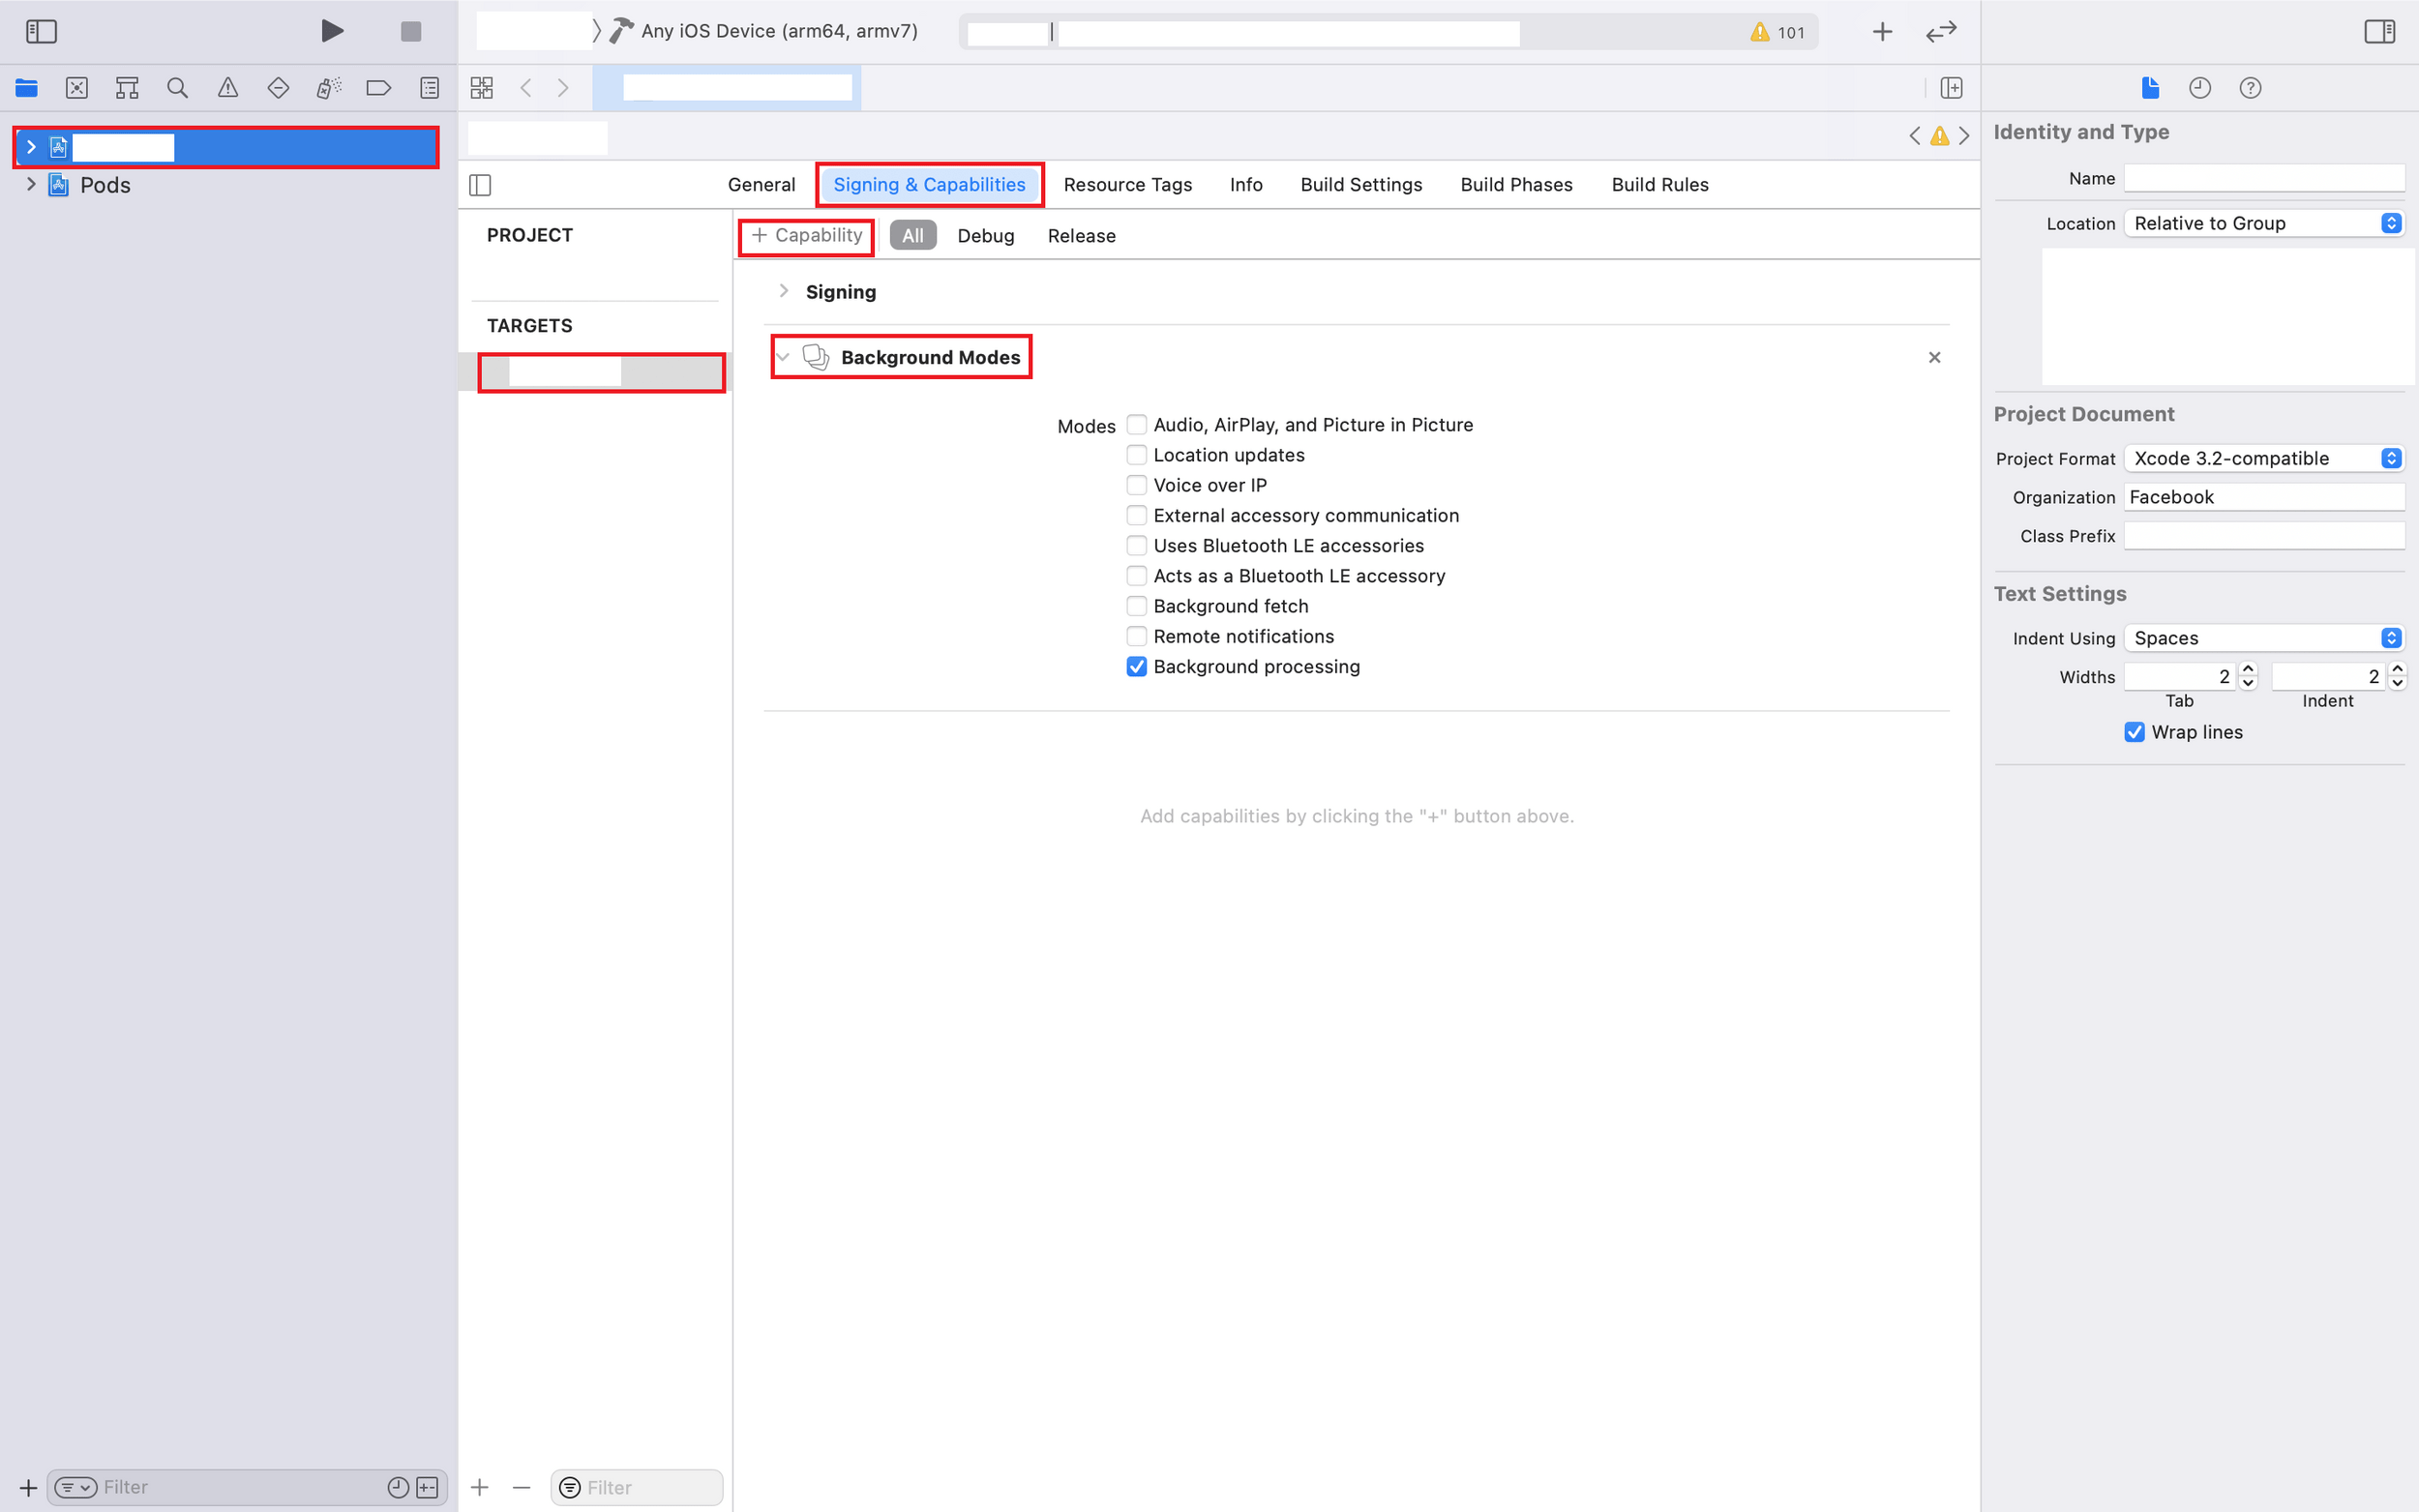 Any iOS Device (arm64, armv7)
101
Pods
General
Signing & Capabilities
Resource Tags
Info
Build Settings
Build Phases
Build Rules
PROJECT
TARGETS
+ Capability
All
Debug
Release
Signing
Background Modes
Modes
Audio, AirPlay, and Picture in Picture
Location updates
Voice over IP
External accessory communication
Uses Bluetooth LE accessories
Acts as a Bluetooth LE accessory
Background fetch
Remote notifications
Background processing
Add capabilities by clicking the "+" button above.
Identity and Type
Name
Location
Relative to Group
Project Document
Project Format
Xcode 3.2-compatible
Organization
Facebook
Class Prefix
Text Settings
Indent Using
Spaces
Widths
2
2
Tab
Indent
Wrap lines
Filter
Filter